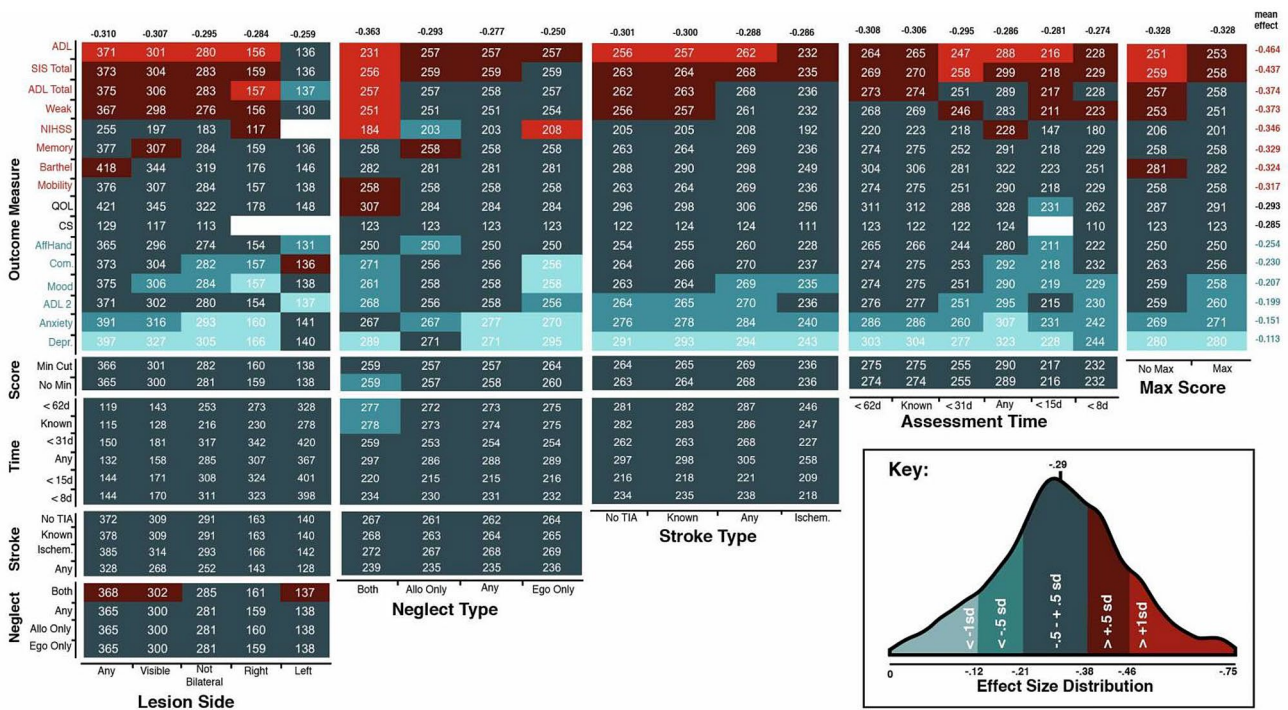 mean
effect
-0.310 -0.307 -0.295 -0.284 -0.259 -0.363 -0.293 -0.277 -0.250 -0.301 -0.300 -0.288 -0.286 -0.308 -0.306 -0.295 -0.286 -0.281 -0.274 -0.328 -0.328
ADL 371 301 280 156 136 231 257 257 257 256 257 262 232 264 265 247 288 216 228 251 253 -0.464
SIS Total 373 304 283 159 136 256 259 259 259 263 264 268 235 269 270 258 299 218 229 259 258 -0.437
ADL Total 375 306 283 157 137 257 257 258 257 262 263 268 236 273 274 251 289 217 228 257 258 -0.374
Weak 367 298 276 156 130 251 251 251 254 256 257 261 232 268 269 246 283 211 223 253 251 -0.373
NIHSS 255 197 183 117 184 203 203 208 205 205 208 192 220 223 218 228 147 180 206 201 -0.346
Memory 377 307 284 159 136 258 258 258 258 263 264 269 236 274 275 252 291 218 229 258 258 -0.329
Barthel 418 344 319 176 146 282 281 281 281 288 290 298 249 304 306 281 322 223 251 281 282 -0.324
Mobility 376 307 284 157 138 258 258 258 258 263 264 269 236 274 275 251 290 218 229 258 258 -0.317
QOL 421 345 322 178 148 307 284 284 284 296 298 306 256 311 312 288 328 231 262 287 291 -0.293
CS 129 117 113 123 123 123 123 122 124 124 111 123 122 122 124 110 123 123 -0.285
AffHand 365 296 274 154 131 250 250 250 250 254 255 260 228 265 266 244 280 211 222 250 250 -0.254
Com. 373 304 282 157 136 271 256 256 256 264 266 270 237 274 275 253 292 218 232 263 256 -0.230
Mood 375 306 284 157 138 261 258 258 258 263 264 269 235 274 275 251 290 219 229 259 258 -0.207
ADL 2 371 302 280 154 137 268 256 258 256 264 265 270 236 276 277 251 295 215 230 259 260 -0.199
Anxiety 391 316 293 160 141 267 267 277 270 276 278 284 240 286 286 260 307 231 242 269 271 -0.151
Depr. 397 327 305 166 140 289 271 271 295 291 293 294 243 303 304 277 323 228 244 280 280 -0.113
Outcome Measure
Min Cut 366 301 282 160 138 259 257 257 264 264 265 269 236 275 275 255 290 217 232
No Min 365 300 281 159 138 259 257 258 260 263 264 268 236 274 274 255 289 216 232
Score
No Max Max
Max Score
< 62d Known < 31d Any < 15d < 8d
Assessment Time
< 62d 119 143 253 273 328 277 272 273 275 281 282 287 246
Known 115 128 216 230 273 278 273 274 275 282 283 286 247
< 31d 150 181 317 342 420 259 253 254 254 262 263 268 227
Any 132 158 285 307 367 297 286 288 289 297 298 305 258
< 15d 144 171 308 324 401 220 215 215 216 216 218 221 209
< 8d 144 170 311 323 398 234 230 231 232 234 235 238 218
Time
No TIA Known Any Ischem.
Stroke Type
No TIA 372 309 291 163 140 267 261 262 264
Known 378 309 291 163 140 268 263 264 265
Ischem. 385 314 293 166 142 272 267 268 269
Any 328 268 252 143 128 239 235 235 236
Stroke
Both Allo Only Any Ego Only
Neglect Type
Both 368 302 285 161 137
Any 365 300 281 159 138
Allo Only 365 300 281 160 138
Ego Only 365 300 281 159 138
Neglect
Any Visible Not Bilateral Right Left
Lesion Side
Key:
-.29
< -1sd
< -.5 sd
-.5 - + .5 sd
> +.5 sd
> +1sd
0 -.12 -.21 -.38 -.46 -.75
Effect Size Distribution